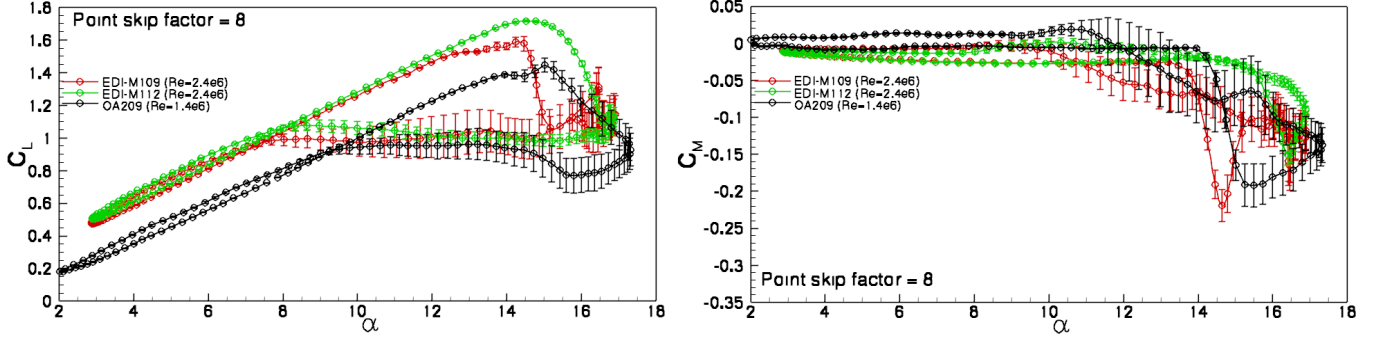 Point skip factor = 8
1.8
1.6
1.4
1.2
1
0.8
0.6
0.4
0.2
0
C_L
EDI-M109 (Re=2.4e6)
EDI-M112 (Re=2.4e6)
OA209 (Re=1.4e6)
2 4 6 8 10 12 14 16 18
α
0.05
0
-0.05
-0.1
-0.15
-0.2
-0.25
-0.3
-0.35
C_M
EDI-M109 (Re=2.4e6)
EDI-M112 (Re=2.4e6)
OA209 (Re=1.4e6)
Point skip factor = 8
2 4 6 8 10 12 14 16 18
α